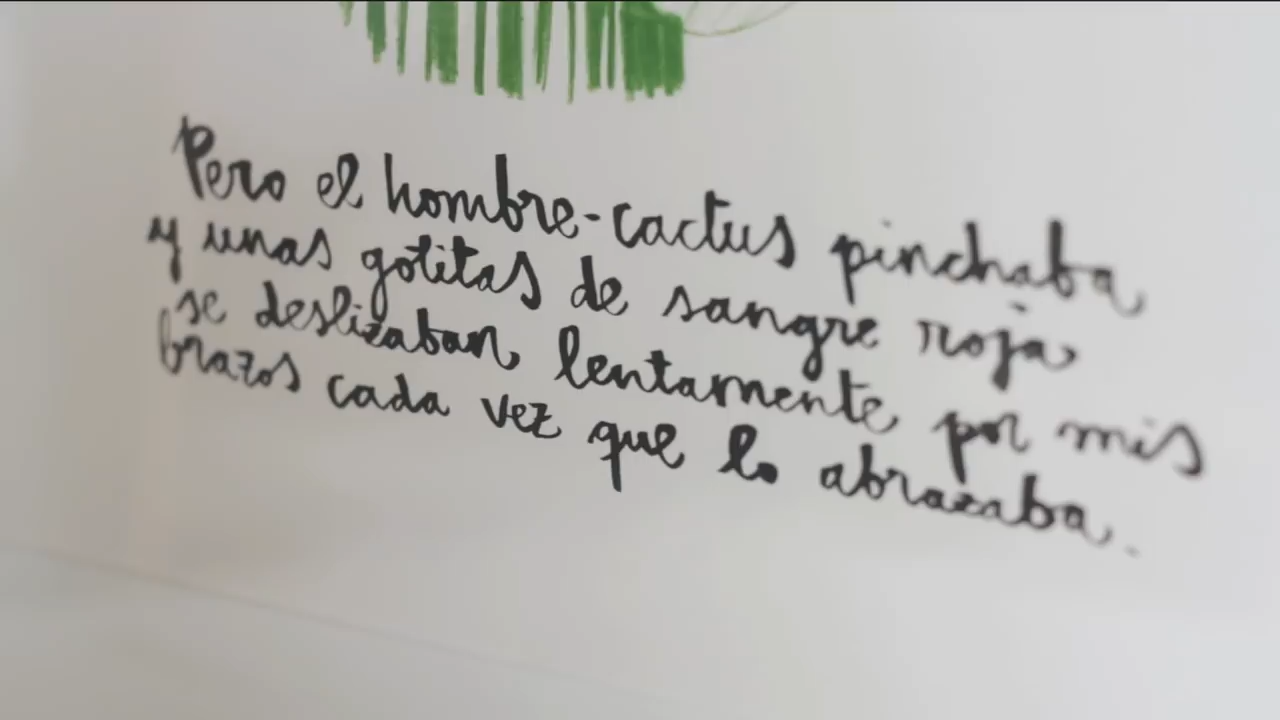 Pero el hombre-cactus pinchaba
y unas gotitas de sangre roja
se deslizaban lentamente por mis
brazos cada vez que lo abrazaba.